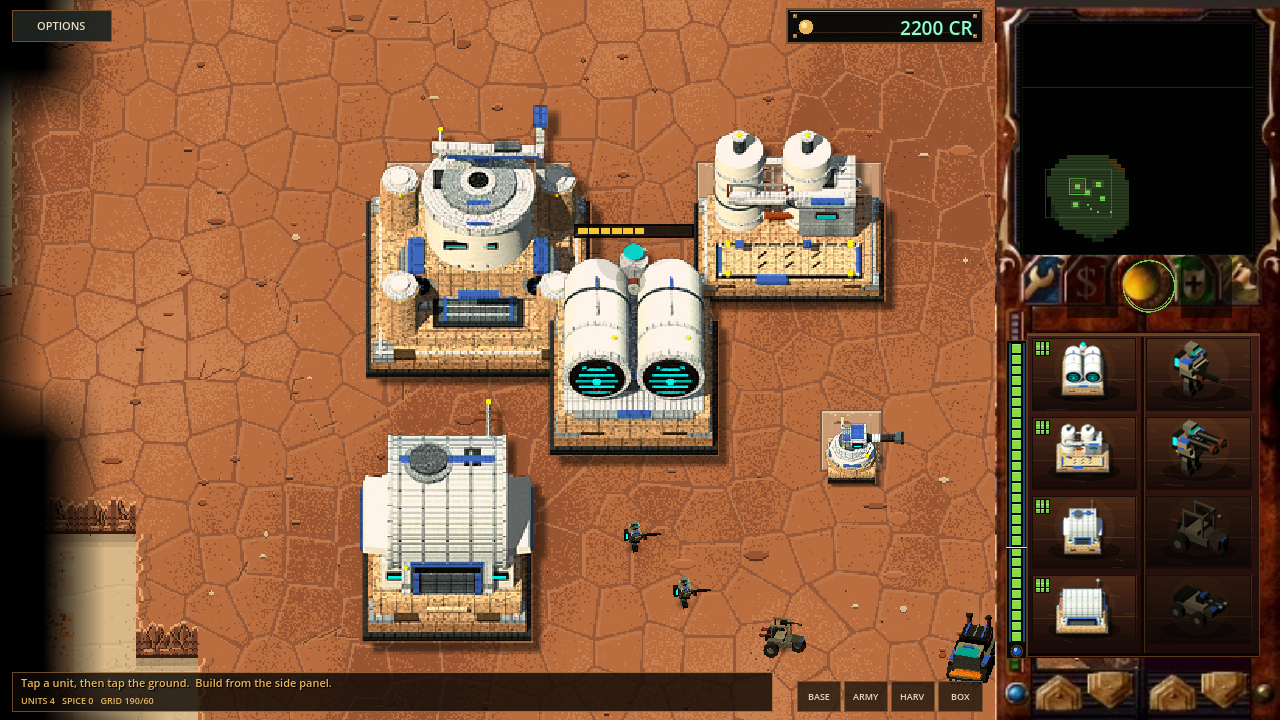 OPTIONS
2200 CR
Tap a unit, then tap the ground. Build from the side panel.
UNITS 4 SPICE 0 GRID 190/60
BASE
ARMY
HARV
BOX